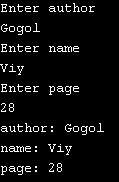 Enter author
Gogol
Enter name
Viy
Enter page
28
author: Gogol
name: Viy
page: 28